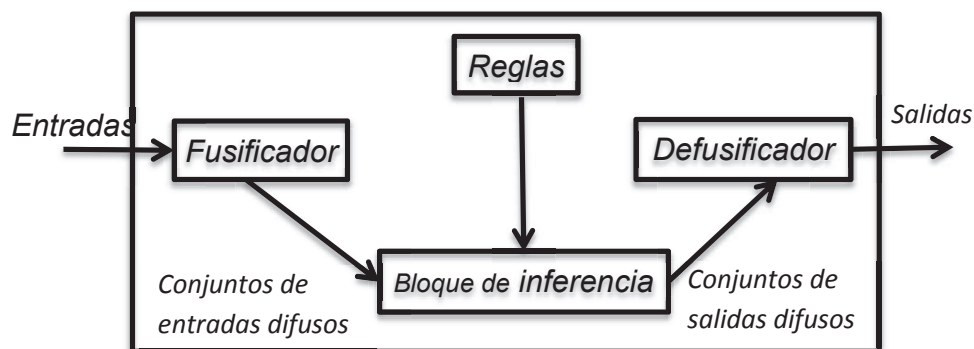 Reglas
Entradas
Salidas
Fusificador
Defusificador
Bloque de inferencia
Conjuntos de
entradas difusos
Conjuntos de
salidas difusos